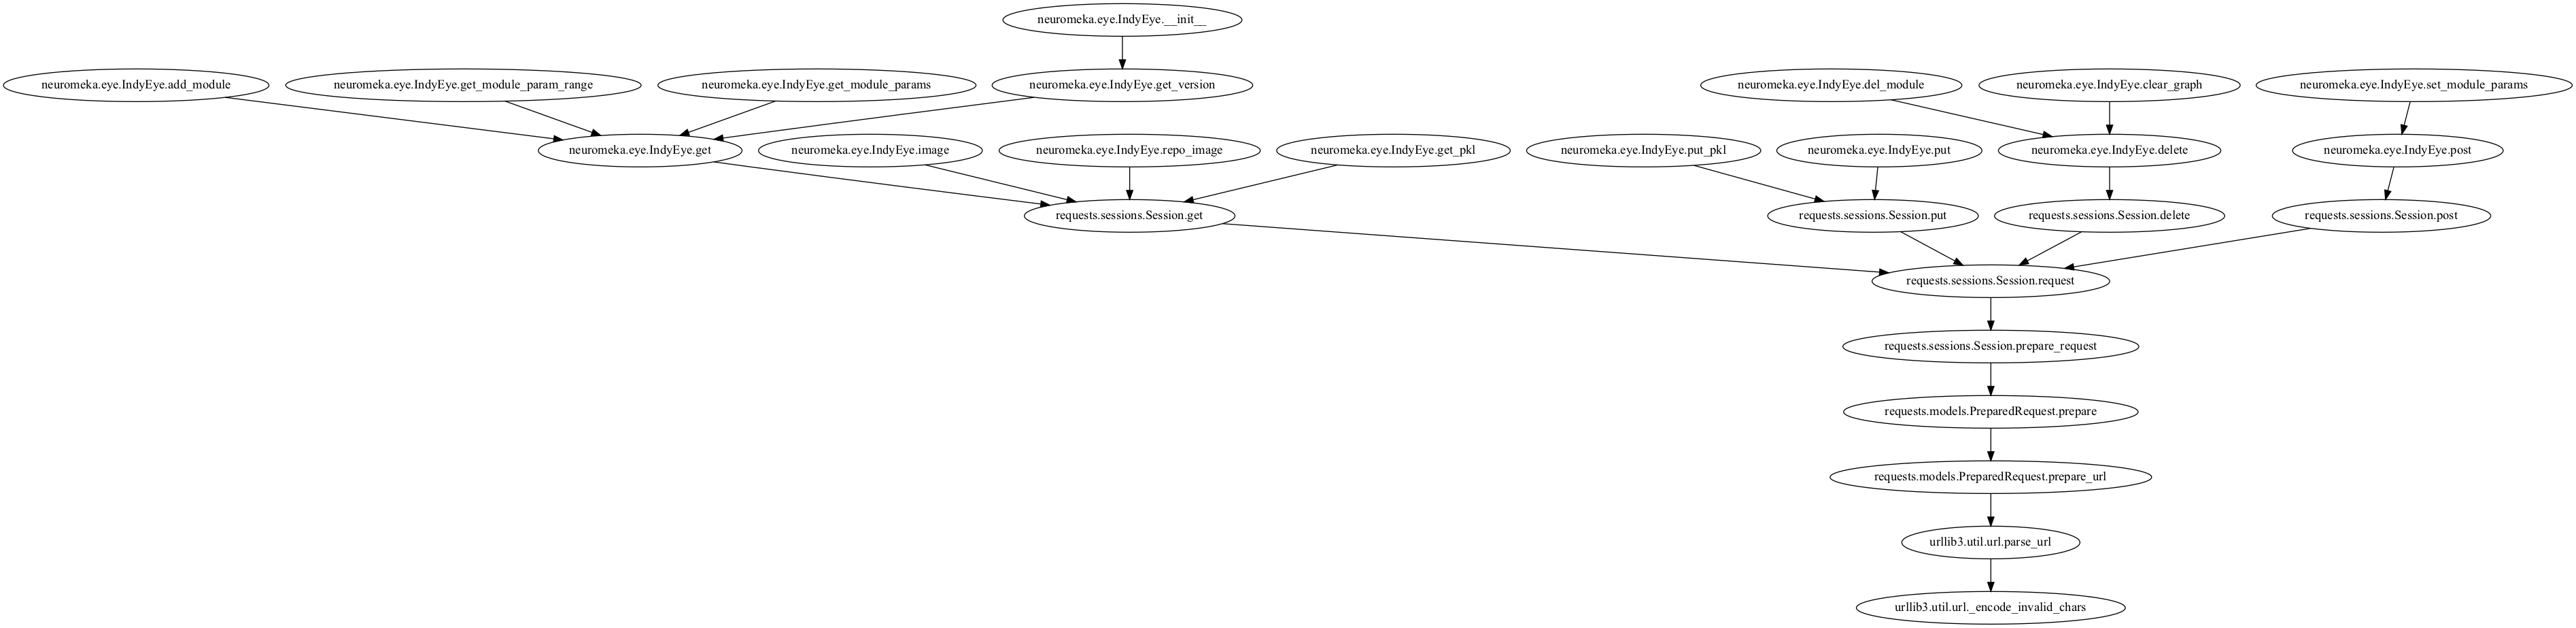 neuromeka.eye.IndyEye.__init__
neuromeka.eye.IndyEye.add_module
neuromeka.eye.IndyEye.get_module_param_range
neuromeka.eye.IndyEye.get_module_params
neuromeka.eye.IndyEye.get_version
neuromeka.eye.IndyEye.del_module
neuromeka.eye.IndyEye.clear_graph
neuromeka.eye.IndyEye.set_module_params
neuromeka.eye.IndyEye.get
neuromeka.eye.IndyEye.image
neuromeka.eye.IndyEye.repo_image
neuromeka.eye.IndyEye.get_pkl
neuromeka.eye.IndyEye.put_pkl
neuromeka.eye.IndyEye.put
neuromeka.eye.IndyEye.delete
neuromeka.eye.IndyEye.post
requests.sessions.Session.get
requests.sessions.Session.put
requests.sessions.Session.delete
requests.sessions.Session.post
requests.sessions.Session.request
requests.sessions.Session.prepare_request
requests.models.PreparedRequest.prepare
requests.models.PreparedRequest.prepare_url
urllib3.util.url.parse_url
urllib3.util.url._encode_invalid_chars